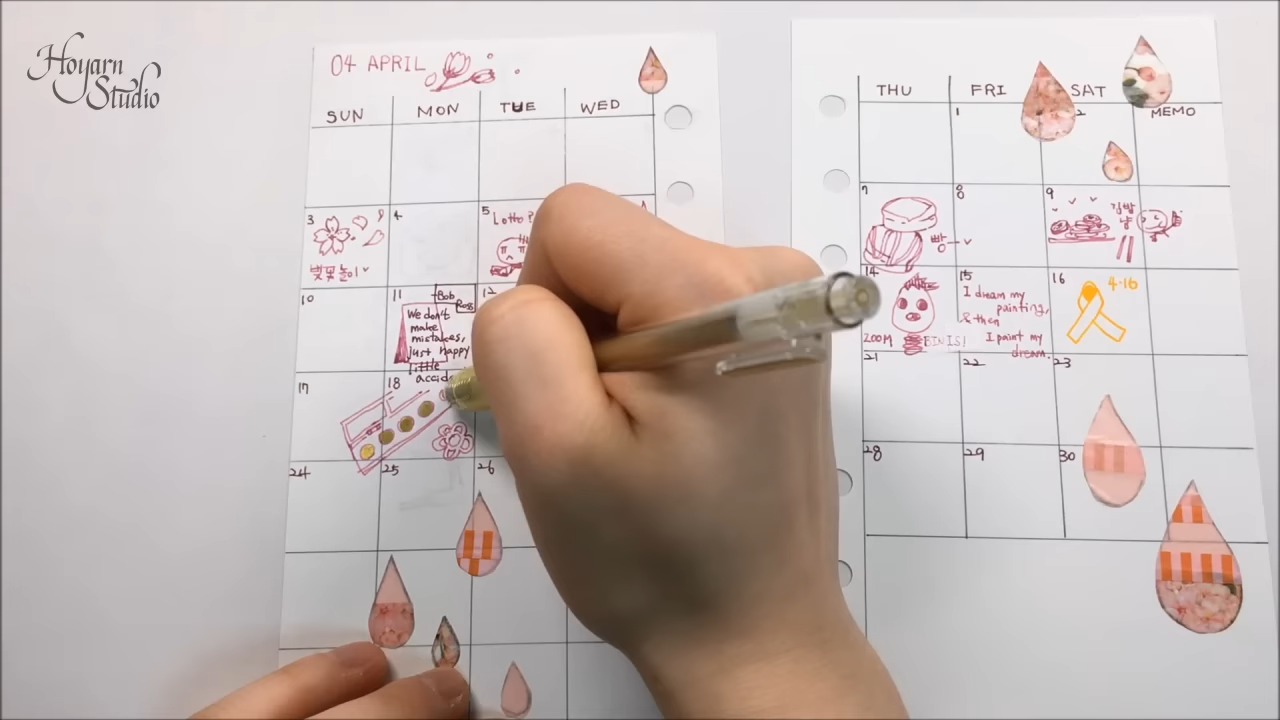 Hoyarn
Studio
04 APRIL
SUN MON TUE WED
3 4 5
Lotto?
벚꽃놀이
10 11 12
Bob
Ross
We don't
make
mistakes,
just happy
little
17 18
24 25 26
THU FRI SAT
MEMO
1 2
7 8 9
빵
김밥
냥
14 15 16
ZOOM
I dream my
painting,
& then
I paint my
dream.
4.16
21 22 23
28 29 30